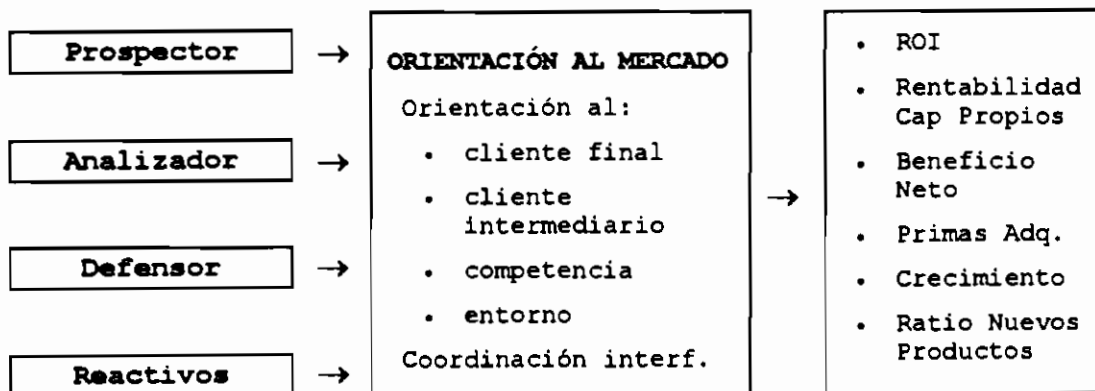 Prospector →
Analizador →
Defensor →
Reactivos →
ORIENTACIÓN AL MERCADO
Orientación al:
• cliente final
• cliente
intermediario
• competencia
• entorno
Coordinación interf.
→
• ROI
• Rentabilidad
Cap Propios
• Beneficio
Neto
• Primas Adq.
• Crecimiento
• Ratio Nuevos
Productos